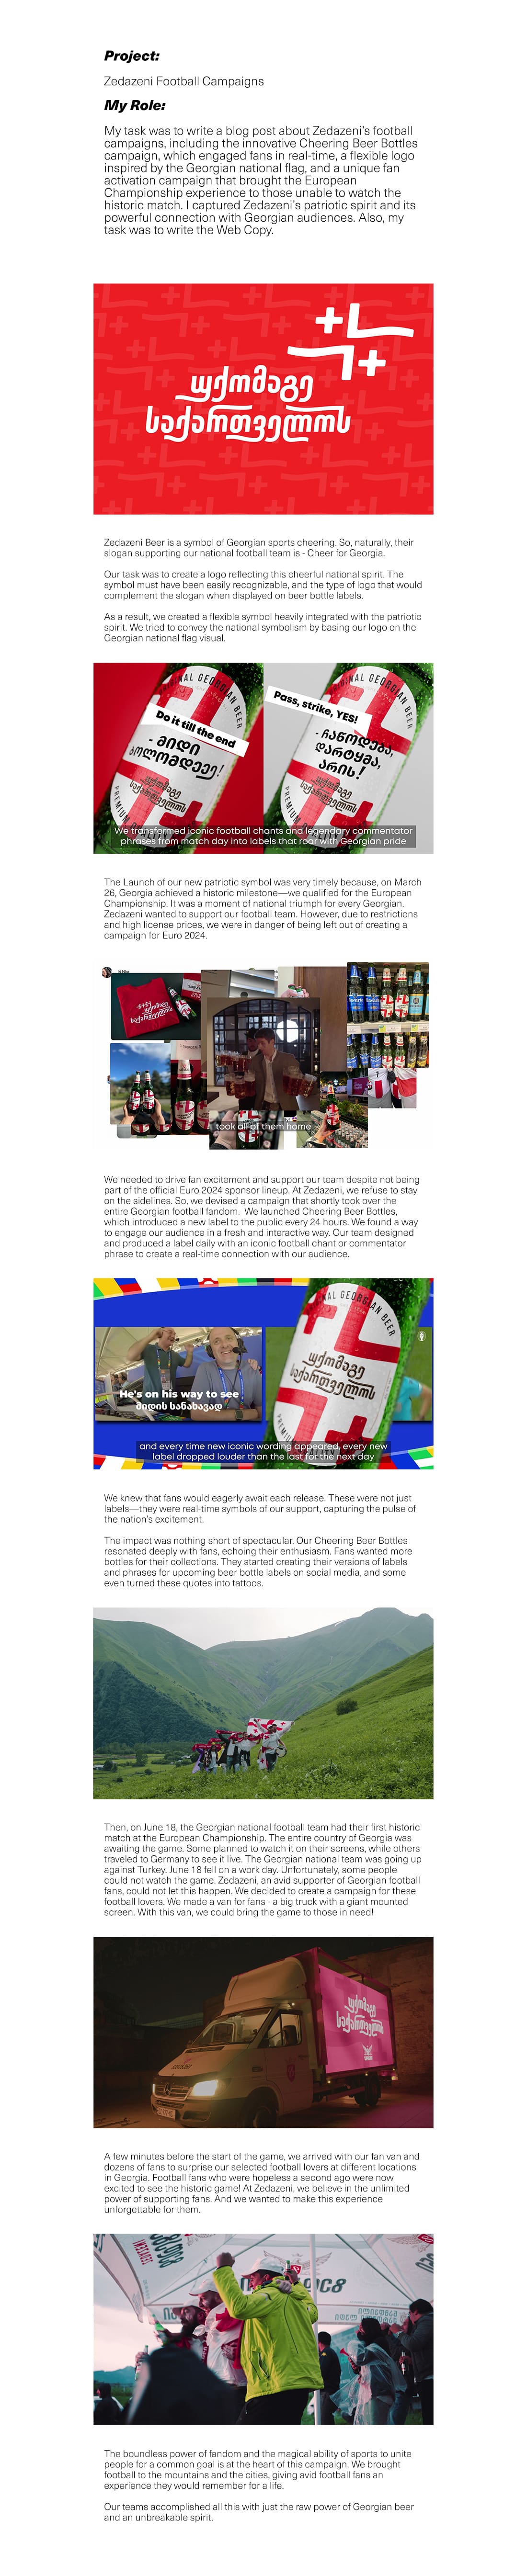 Project:
Zedazeni Football Campaigns
My Role:
My task was to write a blog post about Zedazeni's football
campaigns, including the innovative Cheering Beer Bottles
campaign, which engaged fans in real-time, a flexible logo
inspired by the Georgian national flag, and a unique fan
activation campaign that brought the European
Championship experience to those unable to watch the
historic match. I captured Zedazeni's patriotic spirit and its
powerful connection with Georgian audiences. Also, my
task was to write the Web Copy.
უქომაგე
საქართველოს
Zedazeni Beer is a symbol of Georgian sports cheering. So, naturally, their
slogan supporting our national football team is - Cheer for Georgia.
Our task was to create a logo reflecting this cheerful national spirit. The
symbol must have been easily recognizable, and the type of logo that would
complement the slogan when displayed on beer bottle labels.
As a result, we created a flexible symbol heavily integrated with the patriotic
spirit. We tried to convey the national symbolism by basing our logo on the
Georgian national flag visual.
NAL GEORGIAN BEER
Do it till the end
- მიდი
ბოლომდეეე!
უქომაგე
საქართველოს
PREMIUM
NAL GEORGIAN BEER
Pass, strike, YES!
- ჩაწოდება,
დარტყმა,
არის!
უქომაგე
საქართველოს
PREMIUM
We transformed iconic football chants and legendary commentator
phrases from match day into labels that roar with Georgian pride
The Launch of our new patriotic symbol was very timely because, on March
26, Georgia achieved a historic milestone—we qualified for the European
Championship. It was a moment of national triumph for every Georgian.
Zedazeni wanted to support our football team. However, due to restrictions
and high license prices, we were in danger of being left out of creating a
campaign for Euro 2024.
took all of them home
We needed to drive fan excitement and support our team despite not being
part of the official Euro 2024 sponsor lineup. At Zedazeni, we refuse to stay
on the sidelines. So, we devised a campaign that shortly took over the
entire Georgian football fandom. We launched Cheering Beer Bottles,
which introduced a new label to the public every 24 hours. We found a way
to engage our audience in a fresh and interactive way. Our team designed
and produced a label daily with an iconic football chant or commentator
phrase to create a real-time connection with our audience.
NAL GEORGIAN BEER
უქომაგე
საქართველოს
He's on his way to see
მიდის სანახავად
and every time new iconic wording appeared, every new
label dropped louder than the last for the next day
We knew that fans would eagerly await each release. These were not just
labels—they were real-time symbols of our support, capturing the pulse of
the nation's excitement.
The impact was nothing short of spectacular. Our Cheering Beer Bottles
resonated deeply with fans, echoing their enthusiasm. Fans wanted more
bottles for their collections. They started creating their versions of labels
and phrases for upcoming beer bottle labels on social media, and some
even turned these quotes into tattoos.
Then, on June 18, the Georgian national football team had their first historic
match at the European Championship. The entire country of Georgia was
awaiting the game. Some planned to watch it on their screens, while others
traveled to Germany to see it live. The Georgian national team was going up
against Turkey. June 18 fell on a work day. Unfortunately, some people
could not watch the game. Zedazeni, an avid supporter of Georgian football
fans, could not let this happen. We decided to create a campaign for these
football lovers. We made a van for fans - a big truck with a giant mounted
screen. With this van, we could bring the game to those in need!
უქომაგე
საქართველოს
A few minutes before the start of the game, we arrived with our fan van and
dozens of fans to surprise our selected football lovers at different locations
in Georgia. Football fans who were hopeless a second ago were now
excited to see the historic game! At Zedazeni, we believe in the unlimited
power of supporting fans. And we wanted to make this experience
unforgettable for them.
The boundless power of fandom and the magical ability of sports to unite
people for a common goal is at the heart of this campaign. We brought
football to the mountains and the cities, giving avid football fans an
experience they would remember for a life.
Our teams accomplished all this with just the raw power of Georgian beer
and an unbreakable spirit.